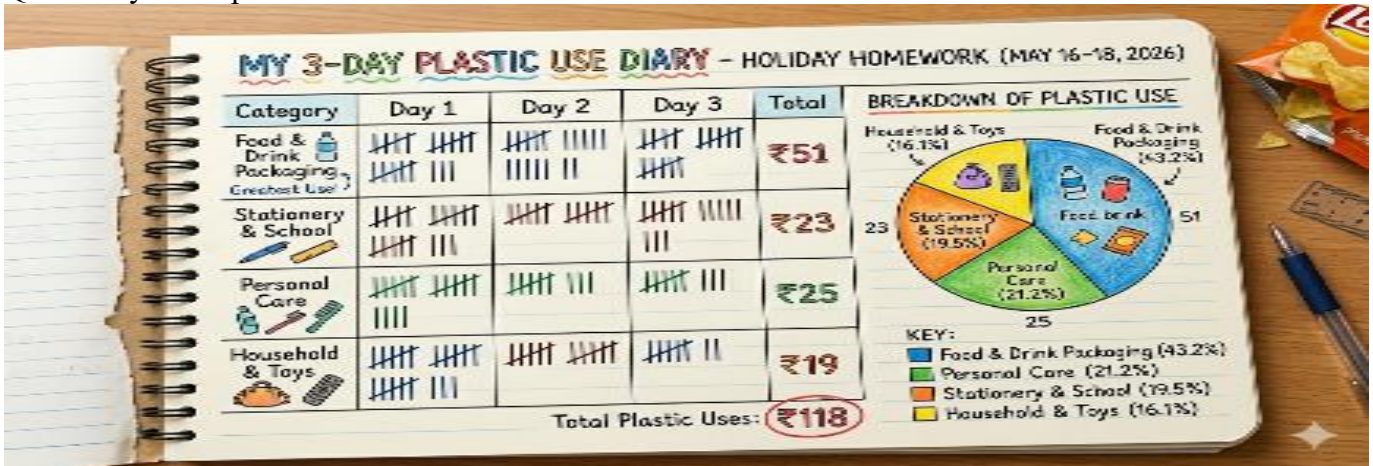 MY 3-DAY PLASTIC USE DIARY – HOLIDAY HOMEWORK (MAY 16-18, 2026)
Category Day 1 Day 2 Day 3 Total
Food &
Drink
Packaging
Greatest Use!
₹51
Stationery
& School
₹23
Personal
Care
₹25
Household
& Toys
₹19
Total Plastic Uses: ₹118
BREAKDOWN OF PLASTIC USE
Household & Toys
(16.1%)
Food & Drink
Packaging
(43.2%)
Stationery
& School
(19.5%)
23
Food
51
Personal
Care
(21.2%)
25
KEY:
Food & Drink Packaging (43.2%)
Personal Care (21.2%)
Stationery & School (19.5%)
Household & Toys (16.1%)